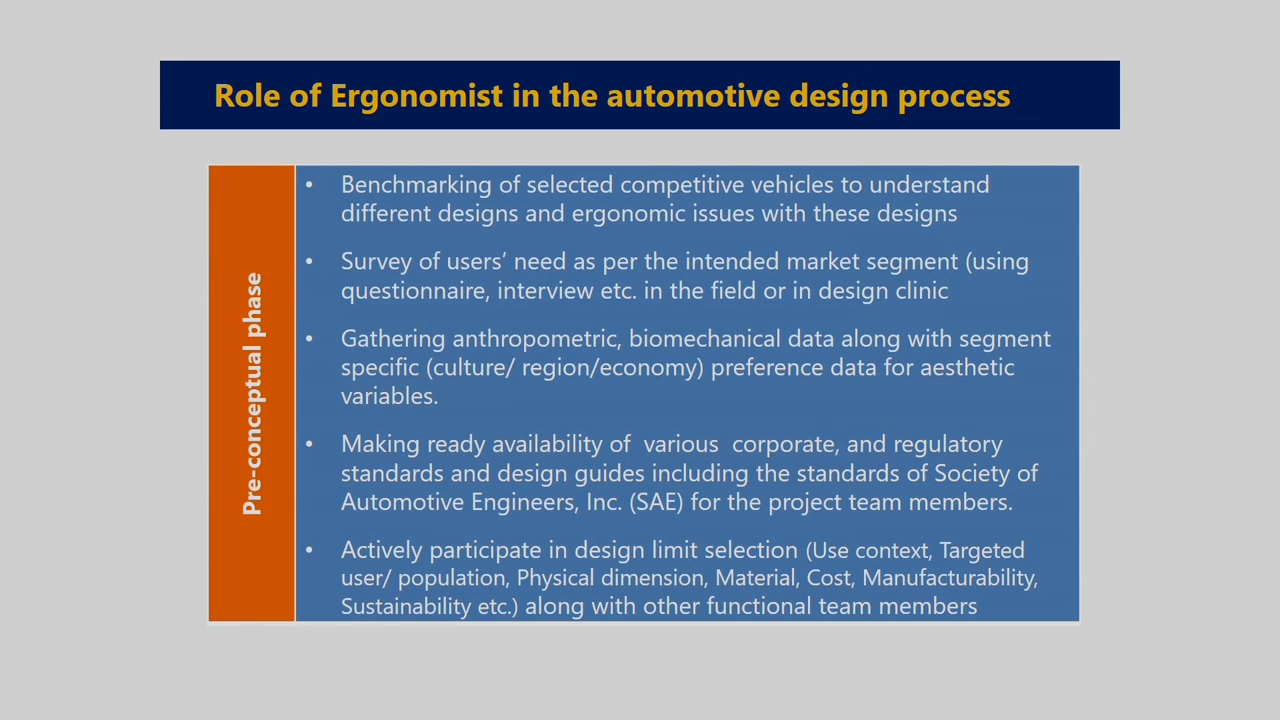 Role of Ergonomist in the automotive design process
Pre-conceptual phase
• Benchmarking of selected competitive vehicles to understand
different designs and ergonomic issues with these designs
• Survey of users’ need as per the intended market segment (using
questionnaire, interview etc. in the field or in design clinic
• Gathering anthropometric, biomechanical data along with segment
specific (culture/ region/economy) preference data for aesthetic
variables.
• Making ready availability of  various  corporate, and regulatory
standards and design guides including the standards of Society of
Automotive Engineers, Inc. (SAE) for the project team members.
• Actively participate in design limit selection (Use context, Targeted
user/ population, Physical dimension, Material, Cost, Manufacturability,
Sustainability etc.) along with other functional team members